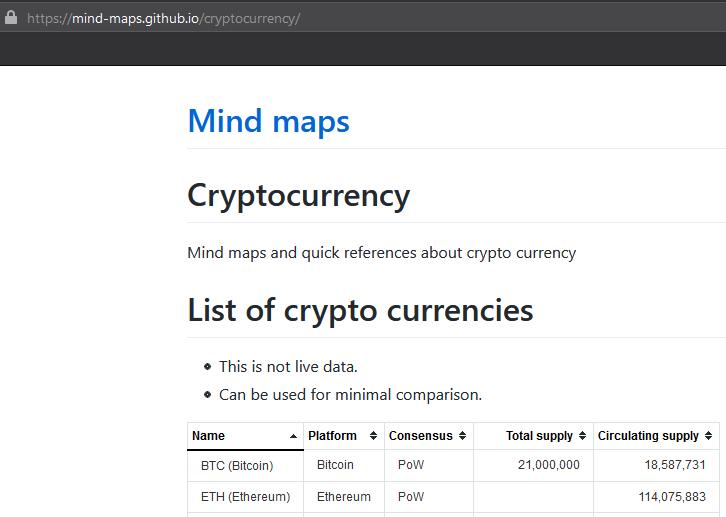 https://mind-maps.github.io/cryptocurrency/
Mind maps
Cryptocurrency
Mind maps and quick references about crypto currency
List of crypto currencies
This is not live data.
Can be used for minimal comparison.
Name Platform Consensus Total supply Circulating supply
BTC (Bitcoin) Bitcoin PoW 21,000,000 18,587,731
ETH (Ethereum) Ethereum PoW 114,075,883